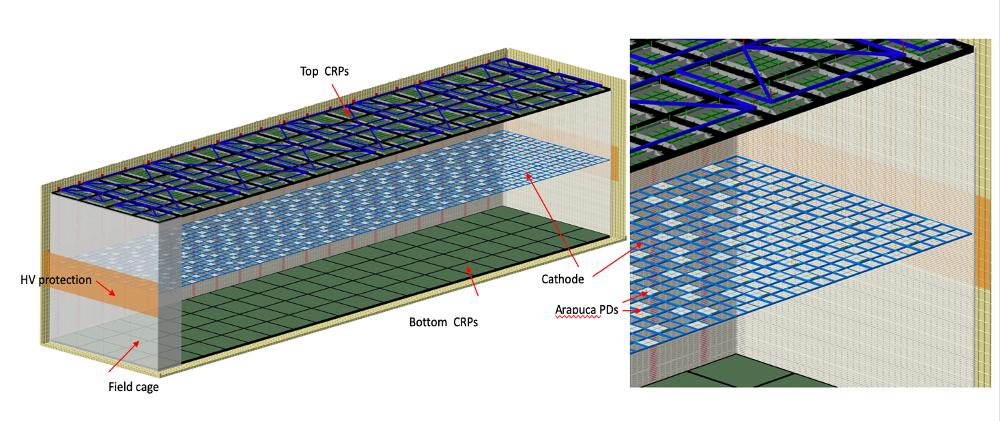 Top CRPs
HV protection
Cathode
Arapuca PDs
Bottom CRPs
Field cage